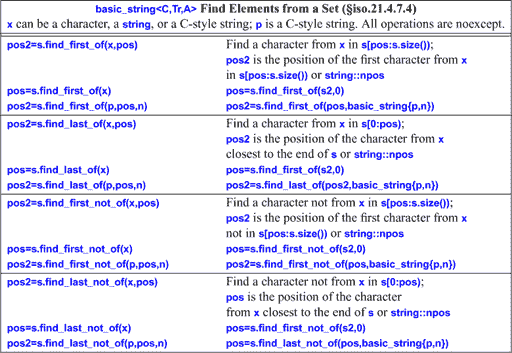 basic_string<C,Tr,A> Find Elements from a Set (§iso.21.4.7.4)
x can be a character, a string, or a C-style string; p is a C-style string. All operations are noexcept.
pos2=s.find_first_of(x,pos) Find a character from x in s[pos:s.size());
pos2 is the position of the first character from x
in s[pos:s.size()) or string::npos
pos=s.find_first_of(x) pos=s.find_first_of(s2,0)
pos2=s.find_first_of(p,pos,n) pos2=s.find_first_of(pos,basic_string{p,n})
pos2=s.find_last_of(x,pos) Find a character from x in s[0:pos);
pos2 is the position of the character from x
closest to the end of s or string::npos
pos=s.find_last_of(x) pos=s.find_first_of(s2,0)
pos2=s.find_last_of(p,pos,n) pos2=s.find_last_of(pos2,basic_string{p,n})
pos2=s.find_first_not_of(x,pos) Find a character not from x in s[pos:s.size());
pos2 is the position of the first character from x
not in s[pos:s.size()) or string::npos
pos=s.find_first_not_of(x) pos=s.find_first_not_of(s2,0)
pos2=s.find_first_not_of(p,pos,n) pos2=s.find_first_not_of(pos,basic_string{p,n})
pos2=s.find_last_not_of(x,pos) Find a character not from x in s[0:pos);
pos is the position of the character
from x closest to the end of s or string::npos
pos=s.find_last_not_of(x) pos=s.find_first_not_of(s2,0)
pos2=s.find_last_not_of(p,pos,n) pos=s.find_last_not_of(pos,basic_string{p,n})